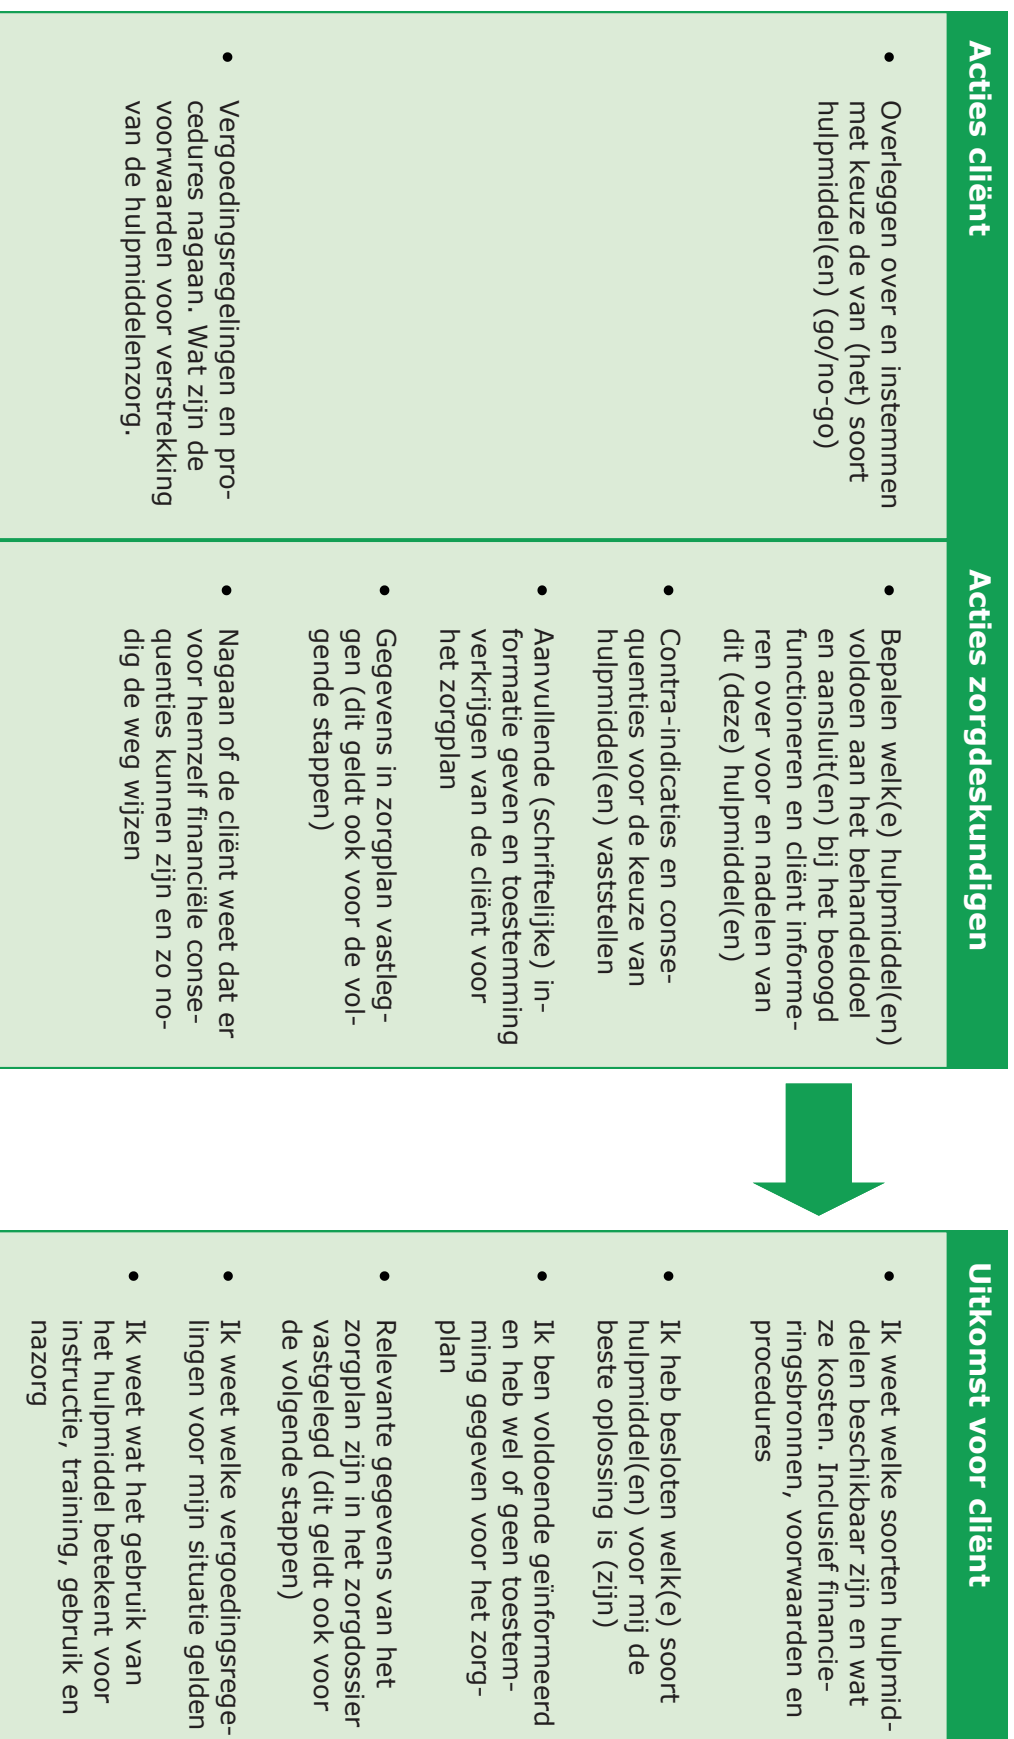 Acties cliënt
• Overleggen over en instemmen
met keuze de van (het) soort
hulpmiddel(en) (go/no-go)
• Vergoedingsregelingen en pro-
cedures nagaan. Wat zijn de
voorwaarden voor verstrekking
van de hulpmiddelenzorg.
Acties zorgdeskundigen
• Bepalen welk(e) hulpmiddel(en)
voldoen aan het behandeldoel
en aansluit(en) bij het beoogd
functioneren en cliënt informe-
ren over voor en nadelen van
dit (deze) hulpmiddel(en)
• Contra-indicaties en conse-
quenties voor de keuze van
hulpmiddel(en) vaststellen
• Aanvullende (schriftelijke) in-
formatie geven en toestemming
verkrijgen van de cliënt voor
het zorgplan
• Gegevens in zorgplan vastleg-
gen (dit geldt ook voor de vol-
gende stappen)
• Nagaan of de cliënt weet dat er
voor hemzelf financiële conse-
quenties kunnen zijn en zo no-
dig de weg wijzen
Uitkomst voor cliënt
• Ik weet welke soorten hulpmid-
delen beschikbaar zijn en wat
ze kosten. Inclusief financie-
ringsbronnen, voorwaarden en
procedures
• Ik heb besloten welk(e) soort
hulpmiddel(en) voor mij de
beste oplossing is (zijn)
• Ik ben voldoende geïnformeerd
en heb wel of geen toestem-
ming gegeven voor het zorg-
plan
• Relevante gegevens van het
zorgplan zijn in het zorgdossier
vastgelegd (dit geldt ook voor
de volgende stappen)
• Ik weet welke vergoedingsrege-
lingen voor mijn situatie gelden
• Ik weet wat het gebruik van
het hulpmiddel betekent voor
instructie, training, gebruik en
nazorg